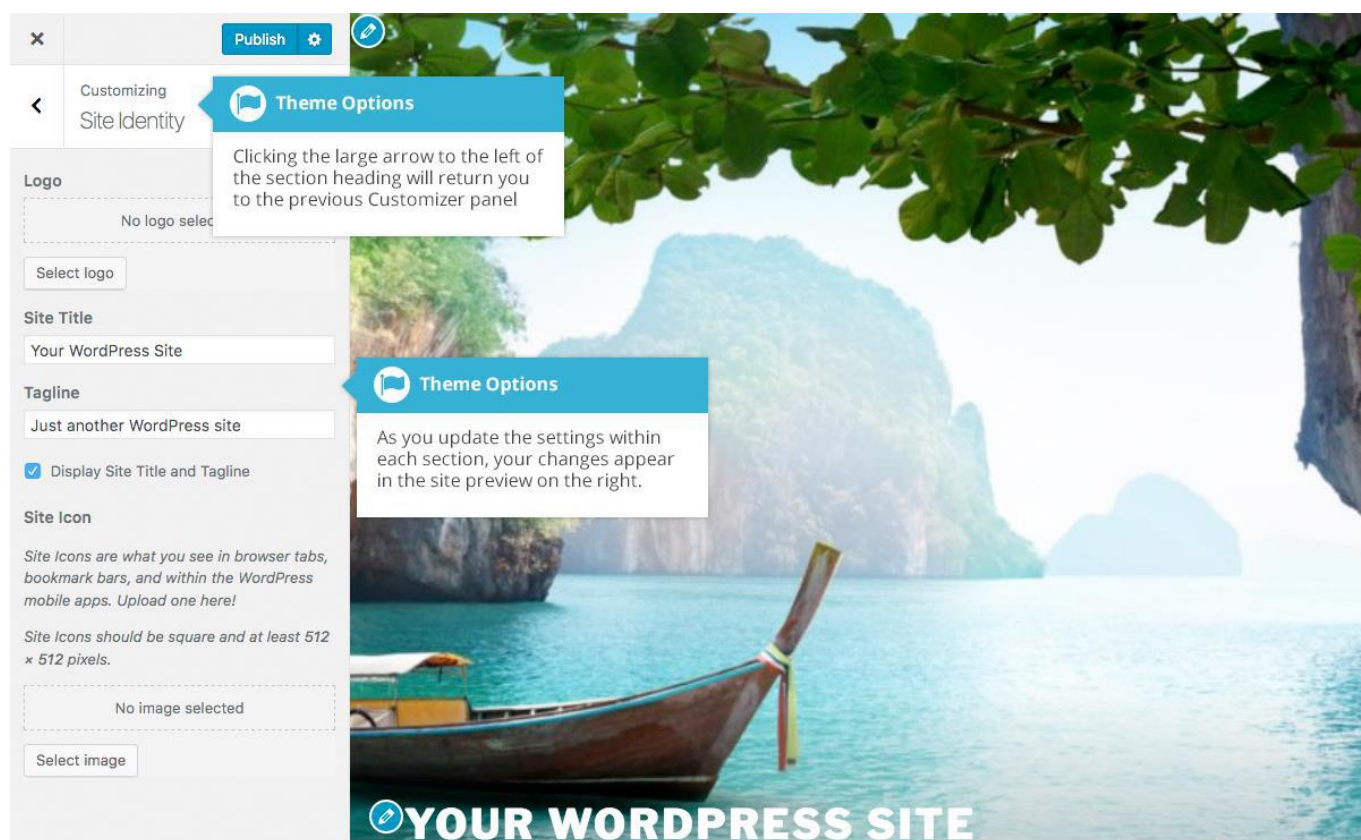 Publish
Customizing
Site Identity
Theme Options
Clicking the large arrow to the left of
the section heading will return you
to the previous Customizer panel
Logo
No logo
Select logo
Site Title
Your WordPress Site
Tagline
Just another WordPress site
Display Site Title and Tagline
Theme Options
As you update the settings within
each section, your changes appear
in the site preview on the right.
Site Icon
Site Icons are what you see in browser tabs,
bookmark bars, and within the WordPress
mobile apps. Upload one here!
Site Icons should be square and at least 512
× 512 pixels.
No image selected
Select image
YOUR WORDPRESS SITE